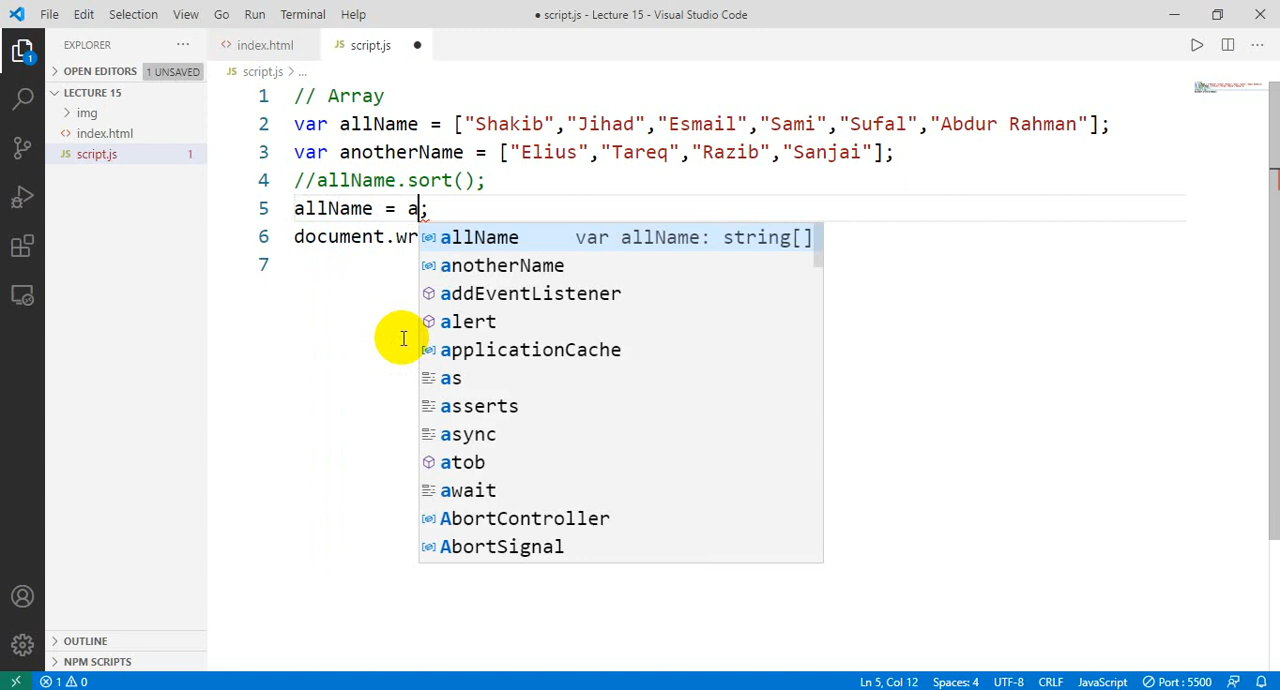 File Edit Selection View Go Run Terminal Help
● script.js - Lecture 15 - Visual Studio Code
1
EXPLORER ···
OPEN EDITORS 1 UNSAVED
LECTURE 15
img
<> index.html
JS script.js 1
OUTLINE
NPM SCRIPTS
<> index.html
JS script.js ●
JS script.js > ...
1 // Array
2 var allName = ["Shakib","Jihad","Esmail","Sami","Sufal","Abdur Rahman"];
3 var anotherName = ["Elius","Tareq","Razib","Sanjai"];
4 //allName.sort();
5 allName = a;
6 document.wr
7
allName var allName: string[]
anotherName
addEventListener
alert
applicationCache
as
asserts
async
atob
await
AbortController
AbortSignal
1 0
Ln 5, Col 12 Spaces: 4 UTF-8 CRLF JavaScript Port : 5500